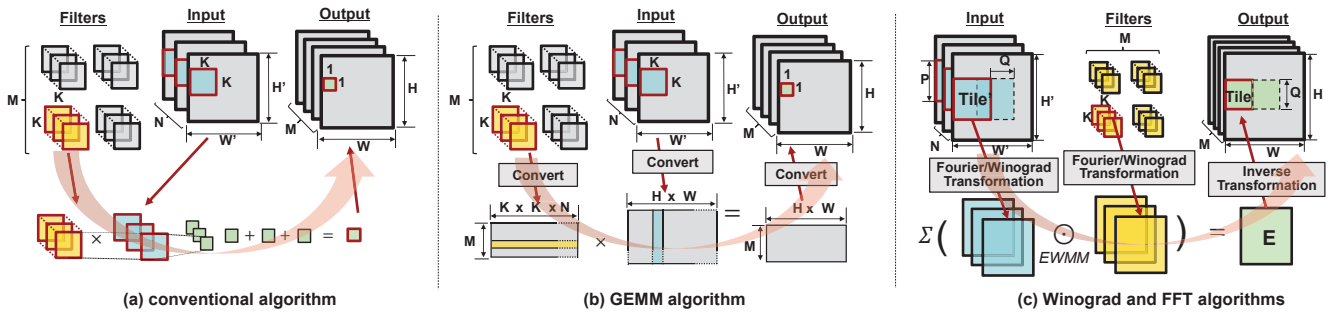 Filters Input Output
K
K
M
K
K
N
W'
H'
1
1
M
W
H
×
+ + =
(a) conventional algorithm
Filters Input Output
K
K
M
K
K
N
W'
H'
1
1
M
W
H
Convert Convert Convert
K x K x N H x W H x W
M × = M
(b) GEMM algorithm
Input Filters Output
M
P
Q
Tile'
H'
N
W'
K
K
Tile
Q
H
M
W
Fourier/Winograd
Transformation
Fourier/Winograd
Transformation
Inverse
Transformation
Σ ( ⊙ ) = E
EWMM
(c) Winograd and FFT algorithms